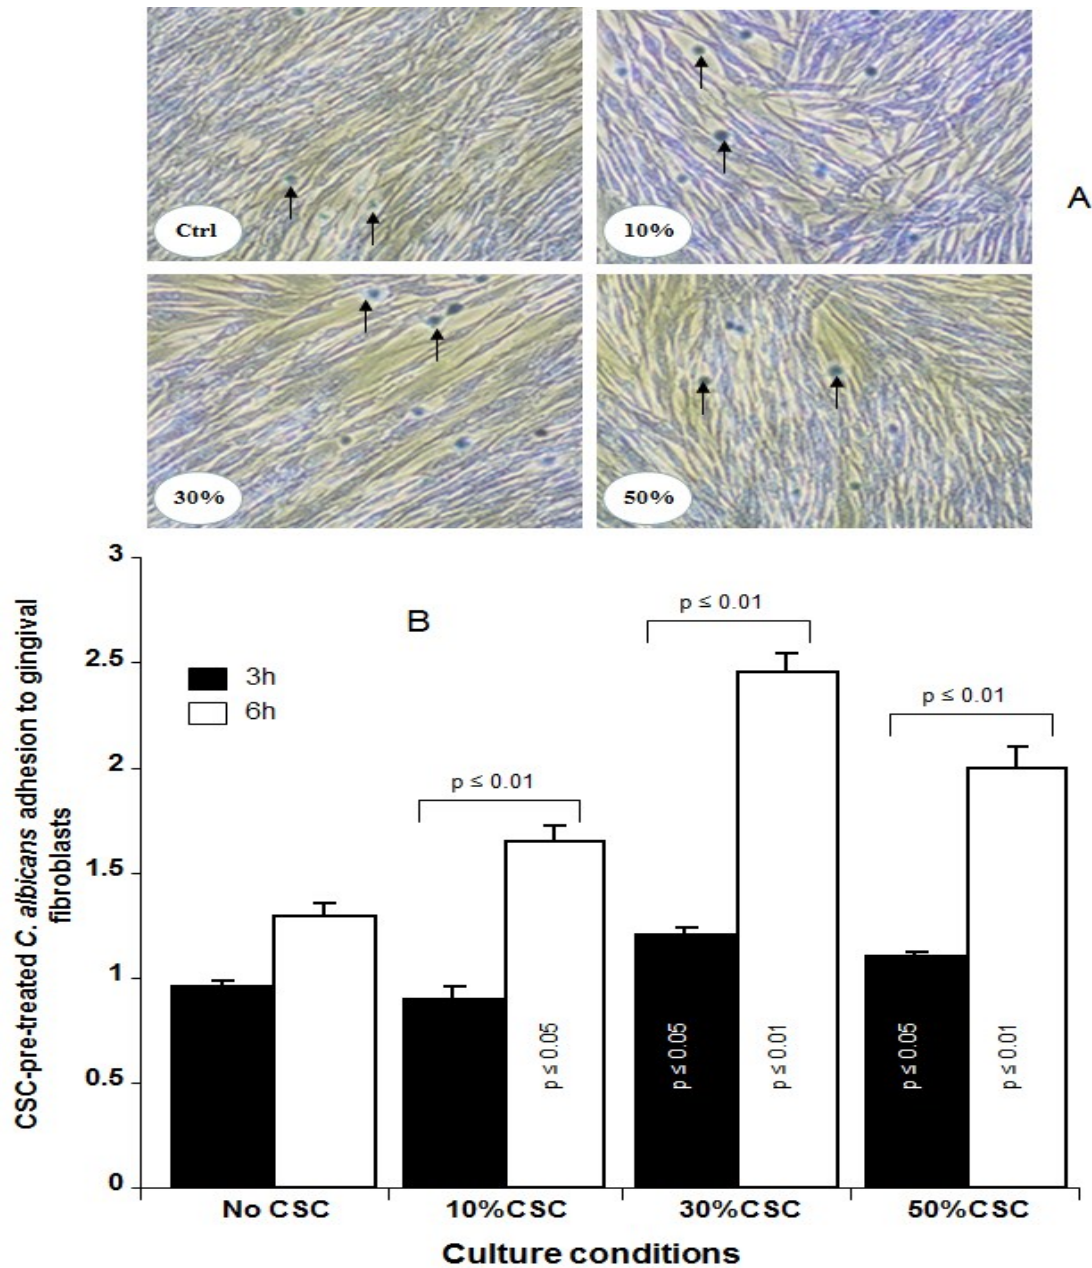 A
Ctrl
10%
30%
50%
B
3h
6h
CSC-pre-treated C. albicans adhesion to gingival
fibroblasts
3
2.5
2
1.5
1
0.5
0
p ≤ 0.01
p ≤ 0.01
p ≤ 0.01
p ≤ 0.05
p ≤ 0.05
p ≤ 0.01
p ≤ 0.05
p ≤ 0.01
No CSC
10%CSC
30%CSC
50%CSC
Culture conditions